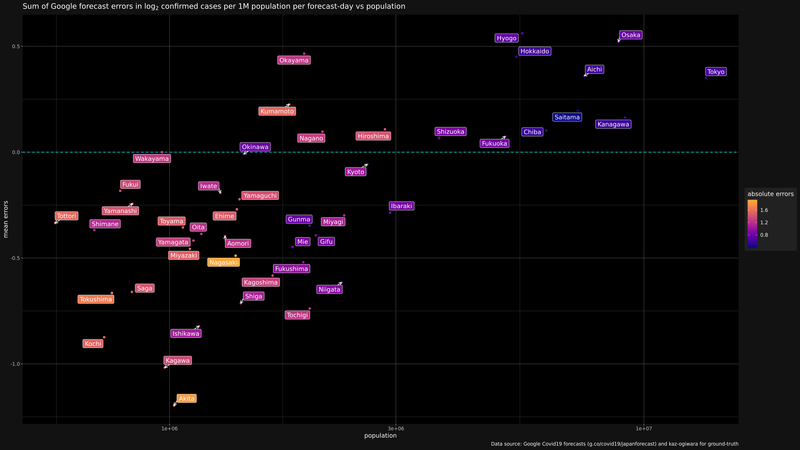 Sum of Google forecast errors in log₂ confirmed cases per 1M population per forecast-day vs population
Osaka
Hyogo
Hokkaido
0.5
Okayama
Aichi
Tokyo
Kumamoto
Saitama
Kanagawa
Shizuoka
Chiba
Hiroshima
Nagano
Fukuoka
Okinawa
0.0
Wakayama
Kyoto
Fukui
Iwate
absolute errors
Yamaguchi
Ibaraki
1.6
Yamanashi
Tottori
Ehime
Toyama
Gunma
Miyagi
Shimane
1.2
Oita
0.8
mean errors
Yamagata
Aomori
Mie
Gifu
Miyazaki
-0.5
Nagasaki
Fukushima
Kagoshima
Saga
Niigata
Tokushima
Shiga
Tochigi
Ishikawa
Kochi
Kagawa
-1.0
Akita
1e+06
3e+06
1e+07
population
Data source: Google Covid19 forecasts (g.co/covid19/japanforecast) and kaz-ogiwara for ground-truth